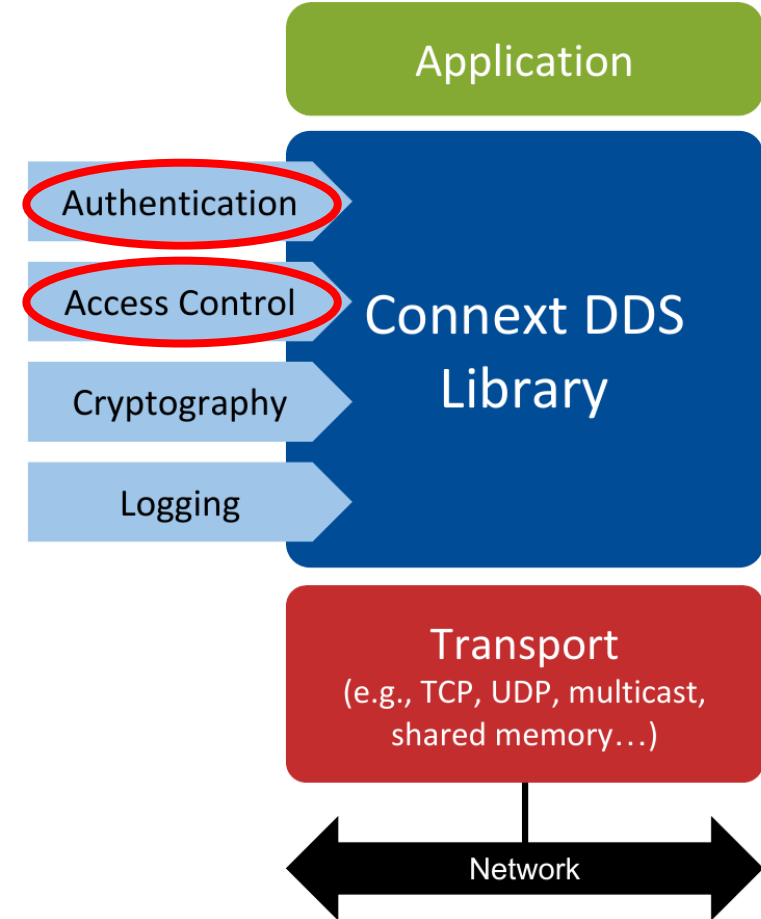 Application
Authentication
Access Control
Cryptography
Logging
Connext DDS
Library
Transport
(e.g., TCP, UDP, multicast,
shared memory…)
Network